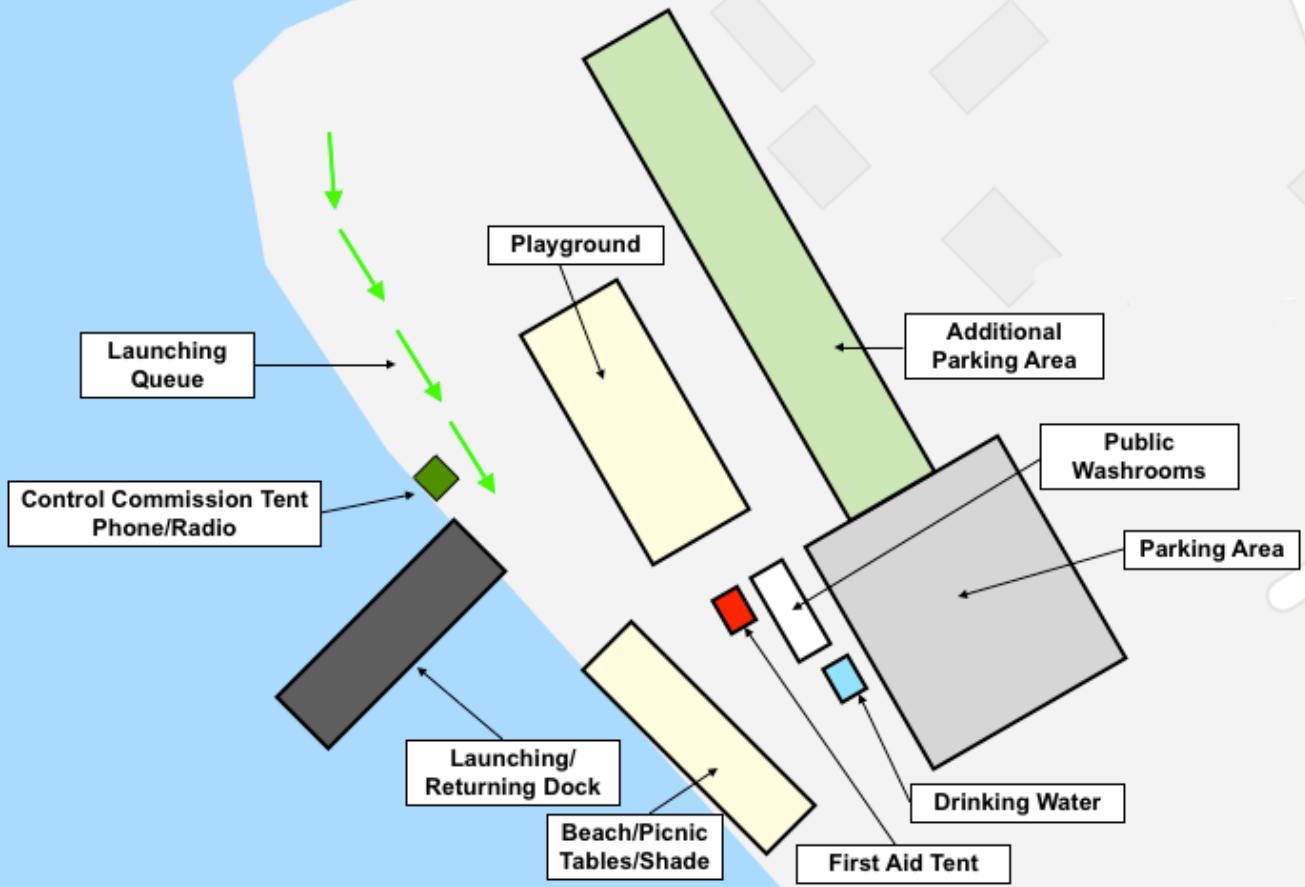 Playground
Additional
Parking Area
Launching
Queue
Public
Washrooms
Control Commission Tent
Phone/Radio
Parking Area
Launching/
Returning Dock
Drinking Water
Beach/Picnic
Tables/Shade
First Aid Tent